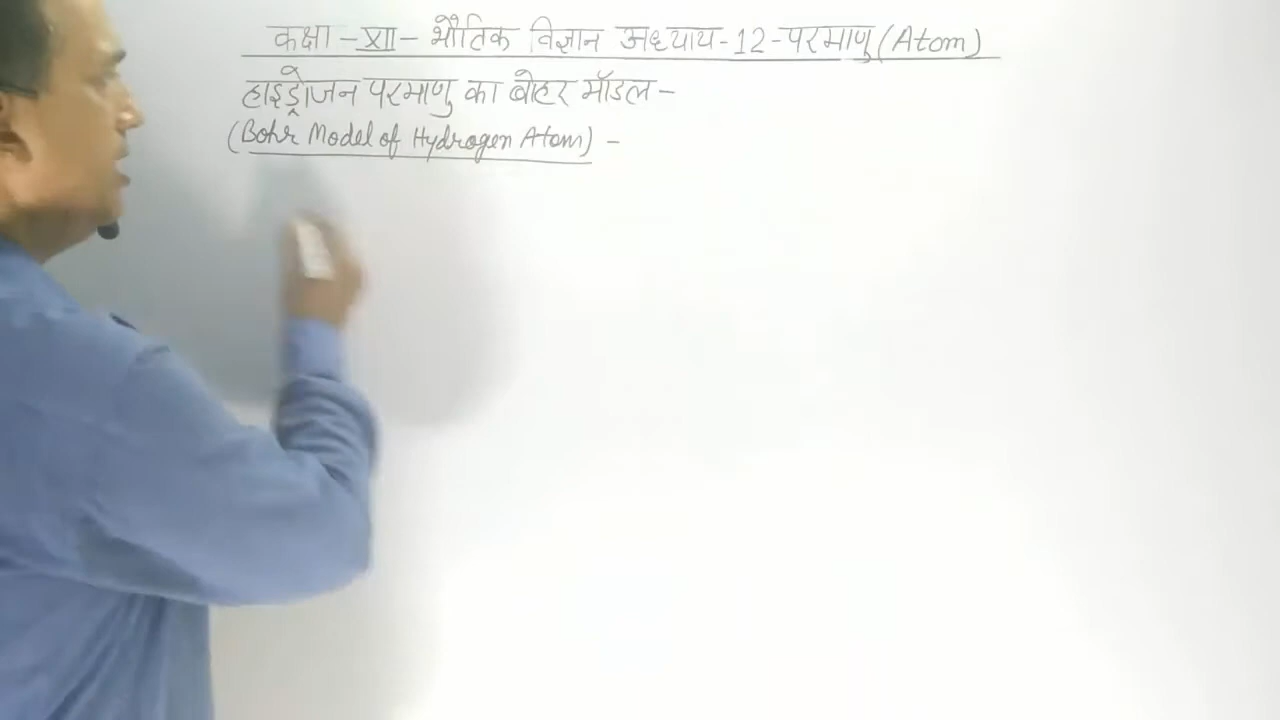 कक्षा - XII - भौतिक विज्ञान अध्याय - 12 - परमाणु (Atom)
हाइड्रोजन परमाणु का बोहर मॉडल -
(Bohr Model of Hydrogen Atom) -